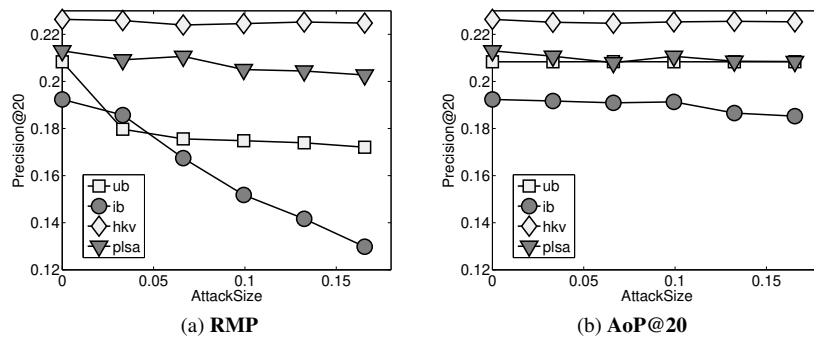 0.22
0.2
0.18
0.16
0.14
0.12
Precision@20
ub
ib
hkv
plsa
0
0.05
0.1
0.15
AttackSize
(a) RMP
0.22
0.2
0.18
0.16
0.14
0.12
Precision@20
ub
ib
hkv
plsa
0
0.05
0.1
0.15
AttackSize
(b) AoP@20